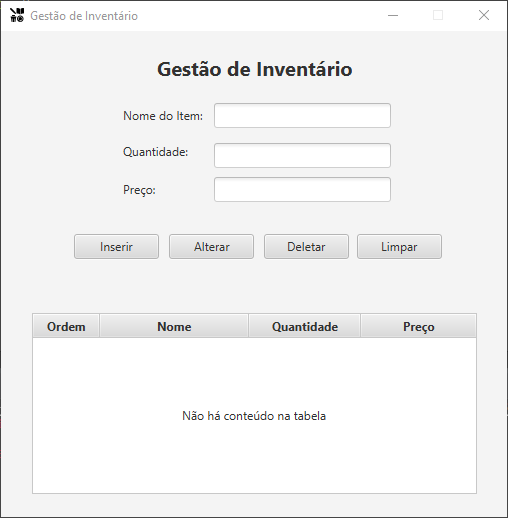 Gestão de Inventário
Gestão de Inventário
Nome do Item:
Quantidade:
Preço:
Inserir Alterar Deletar Limpar
Ordem Nome Quantidade Preço
Não há conteúdo na tabela